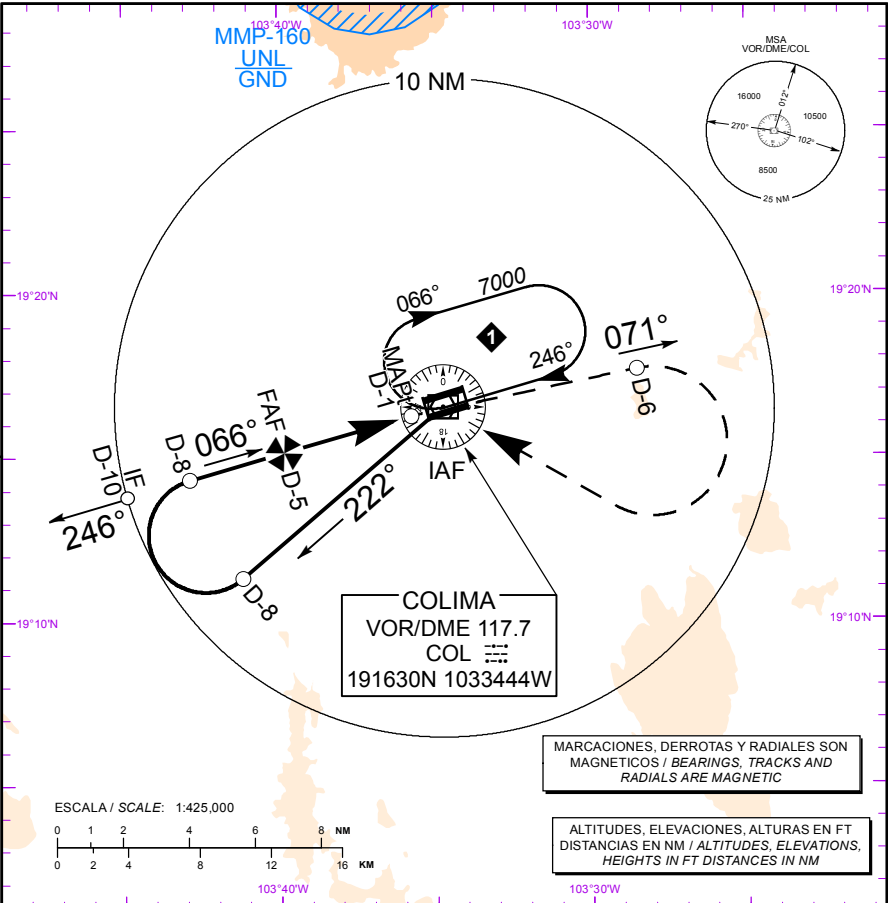 103°40'W
103°30'W
MMP-160
UNL
GND
10 NM
MSA
VOR/DME/COL
16000
012°
10500
270°
102°
8500
25 NM
19°20'N
19°20'N
066°
7000
1
246°
071°
D-6
MAPt
D-1
0
18
IAF
FAF
D-5
066°
D-8
IF
D-10
246°
222°
D-8
COLIMA
VOR/DME 117.7
COL
191630N 1033444W
19°10'N
19°10'N
MARCACIONES, DERROTAS Y RADIALES SON
MAGNETICOS / BEARINGS, TRACKS AND
RADIALS ARE MAGNETIC
ESCALA / SCALE: 1:425,000
0 1 2 4 6 8 NM
0 2 4 8 12 16 KM
ALTITUDES, ELEVACIONES, ALTURAS EN FT
DISTANCIAS EN NM / ALTITUDES, ELEVATIONS,
HEIGHTS IN FT DISTANCES IN NM
103°40'W
103°30'W